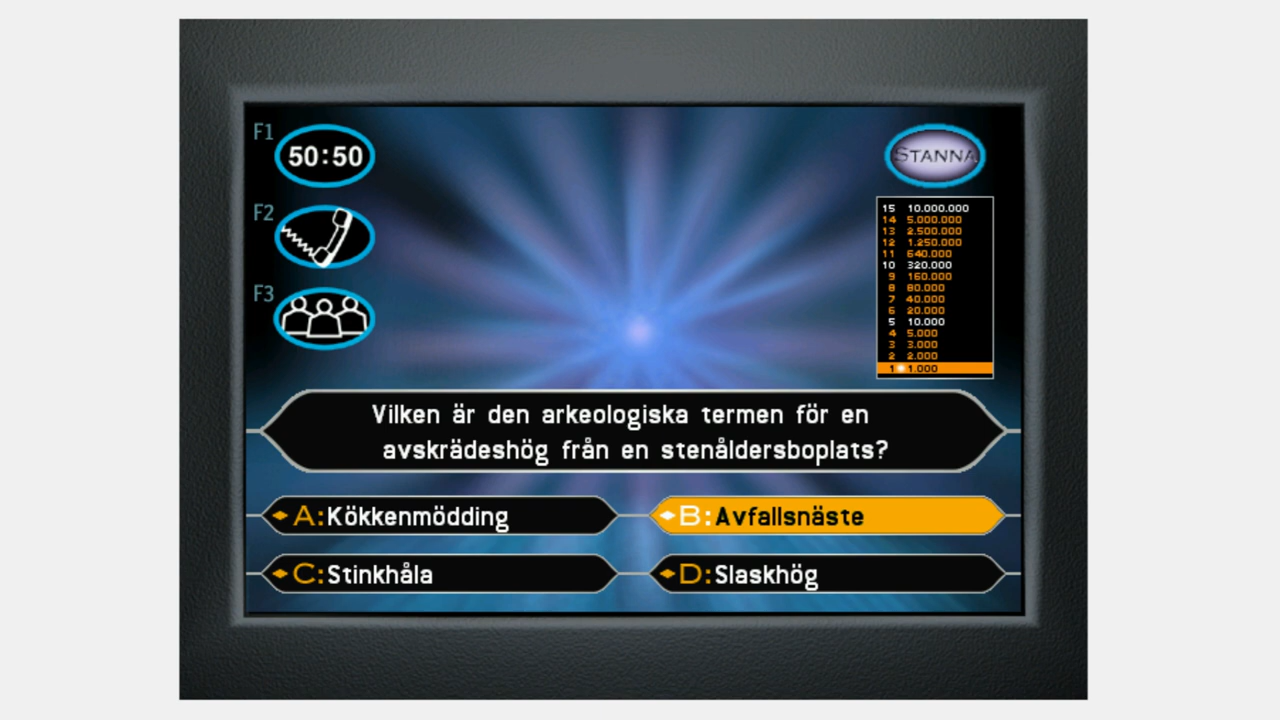 F1
50:50
F2
F3
STANNA
15 10.000.000
14 5.000.000
13 2.500.000
12 1.250.000
11 640.000
10 320.000
9 160.000
8 80.000
7 40.000
6 20.000
5 10.000
4 5.000
3 3.000
2 2.000
1 1.000
Vilken är den arkeologiska termen för en
avskrädeshög från en stenåldersboplats?
A:Kökkenmödding
B:Avfallsnäste
C:Stinkhåla
D:Slaskhög